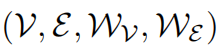 (𝒱, ℰ, 𝒲_𝒱, 𝒲_ℰ)